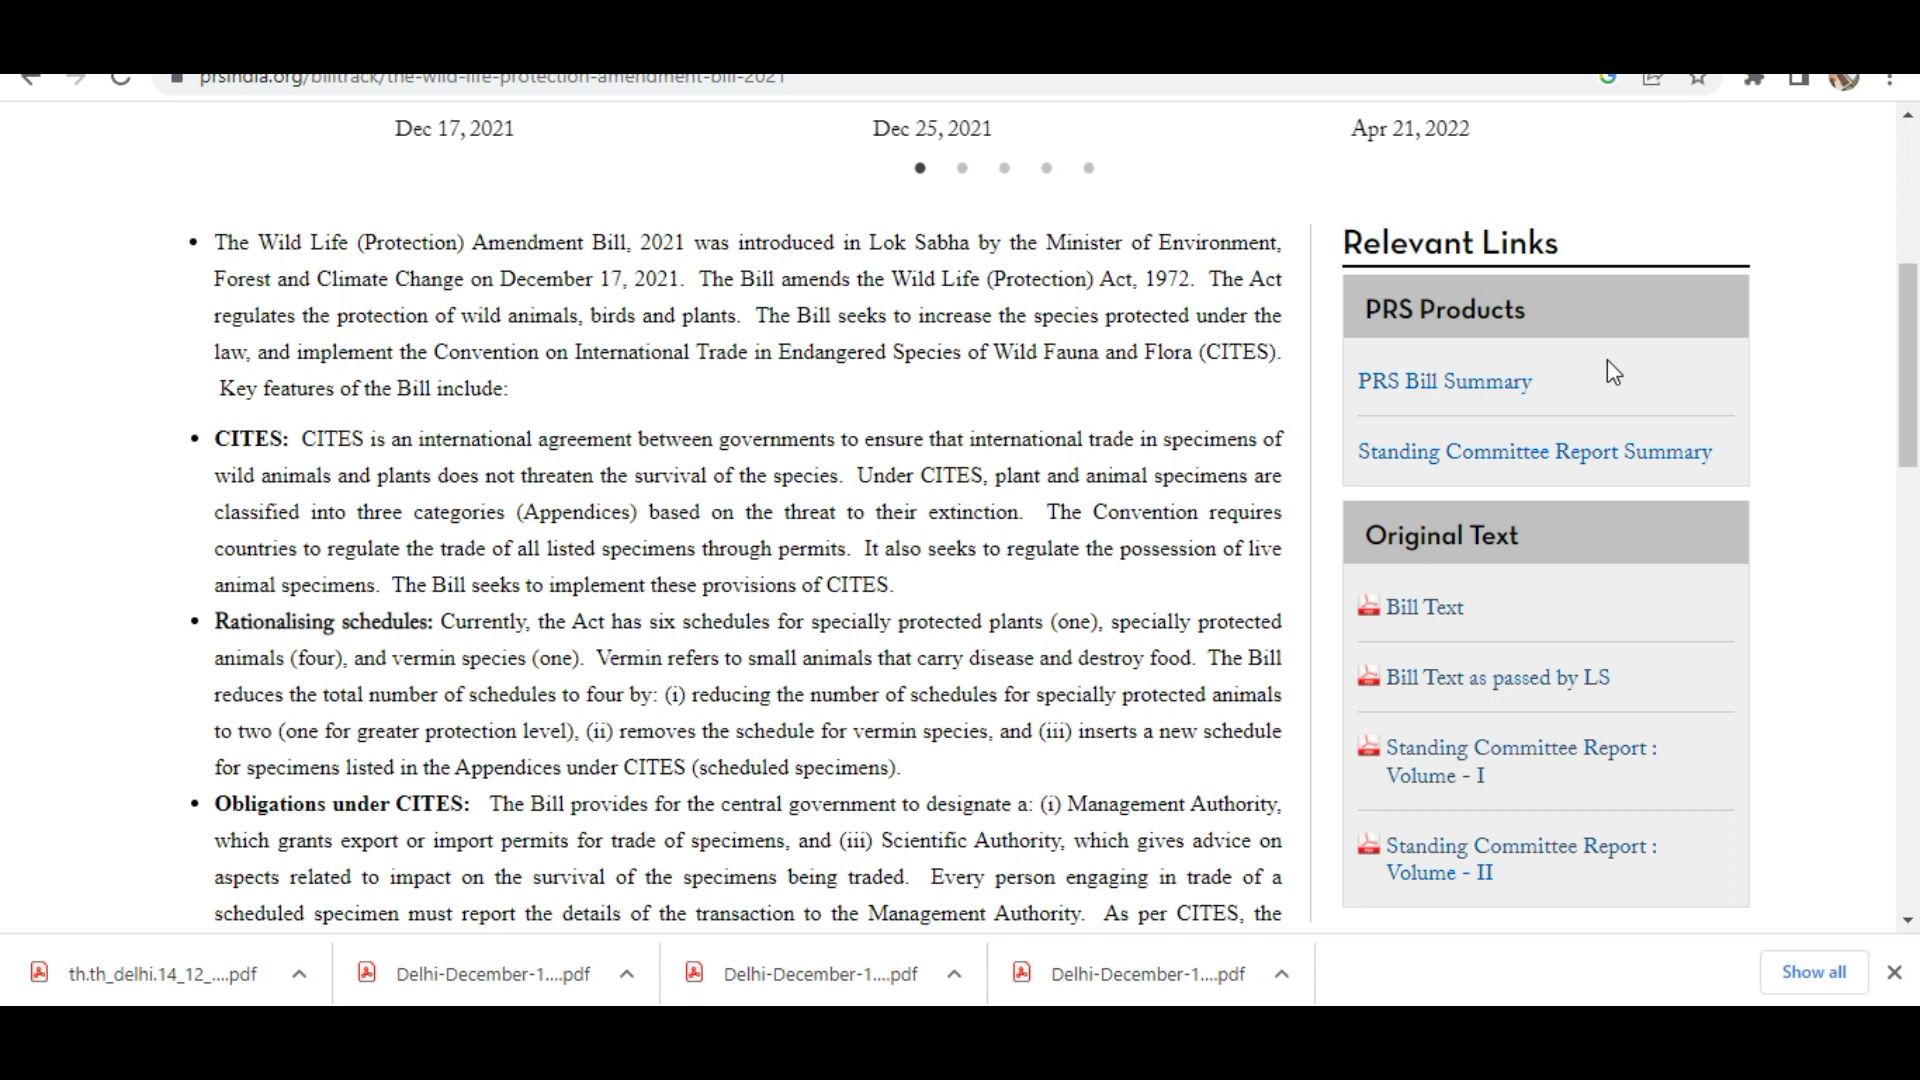 prsindia.org/billtrack/the-wild-life-protection-amendment-bill-2021
Dec 17, 2021
Dec 25, 2021
Apr 21, 2022
The Wild Life (Protection) Amendment Bill, 2021 was introduced in Lok Sabha by the Minister of Environment,
Forest and Climate Change on December 17, 2021. The Bill amends the Wild Life (Protection) Act, 1972. The Act
regulates the protection of wild animals, birds and plants. The Bill seeks to increase the species protected under the
law, and implement the Convention on International Trade in Endangered Species of Wild Fauna and Flora (CITES).
Key features of the Bill include:
CITES: CITES is an international agreement between governments to ensure that international trade in specimens of
wild animals and plants does not threaten the survival of the species. Under CITES, plant and animal specimens are
classified into three categories (Appendices) based on the threat to their extinction. The Convention requires
countries to regulate the trade of all listed specimens through permits. It also seeks to regulate the possession of live
animal specimens. The Bill seeks to implement these provisions of CITES.
Rationalising schedules: Currently, the Act has six schedules for specially protected plants (one), specially protected
animals (four), and vermin species (one). Vermin refers to small animals that carry disease and destroy food. The Bill
reduces the total number of schedules to four by: (i) reducing the number of schedules for specially protected animals
to two (one for greater protection level), (ii) removes the schedule for vermin species, and (iii) inserts a new schedule
for specimens listed in the Appendices under CITES (scheduled specimens).
Obligations under CITES: The Bill provides for the central government to designate a: (i) Management Authority,
which grants export or import permits for trade of specimens, and (iii) Scientific Authority, which gives advice on
aspects related to impact on the survival of the specimens being traded. Every person engaging in trade of a
scheduled specimen must report the details of the transaction to the Management Authority. As per CITES, the
Relevant Links
PRS Products
PRS Bill Summary
Standing Committee Report Summary
Original Text
Bill Text
Bill Text as passed by LS
Standing Committee Report :
Volume - I
Standing Committee Report :
Volume - II
th.th_delhi.14_12_....pdf
Delhi-December-1....pdf
Delhi-December-1....pdf
Delhi-December-1....pdf
Show all